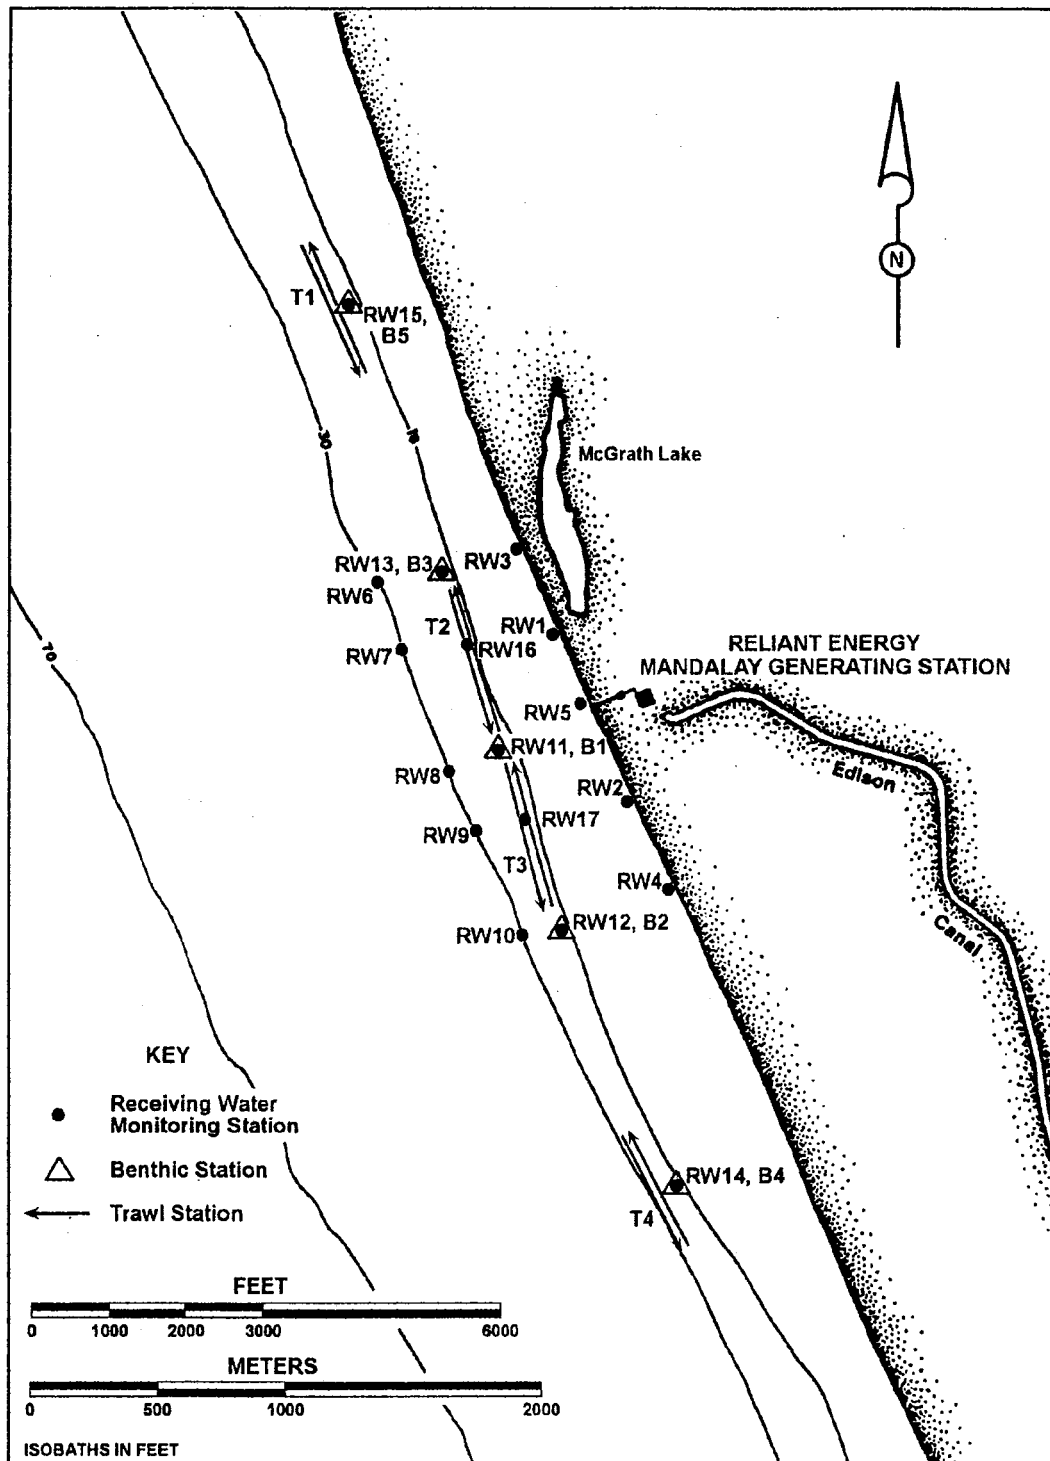 N
T1
RW15,
B5
30
McGrath Lake
RW13, B3
RW3
RW6
T2
RW1
RW16
RW7
RELIANT ENERGY
MANDALAY GENERATING STATION
70
RW5
RW11, B1
RW8
RW2
Edison
RW17
RW9
T3
RW4
RW12, B2
RW10
Canal
KEY
Receiving Water
Monitoring Station
Benthic Station
Trawl Station
RW14, B4
T4
FEET
0 1000 2000 3000 6000
METERS
0 500 1000 2000
ISOBATHS IN FEET